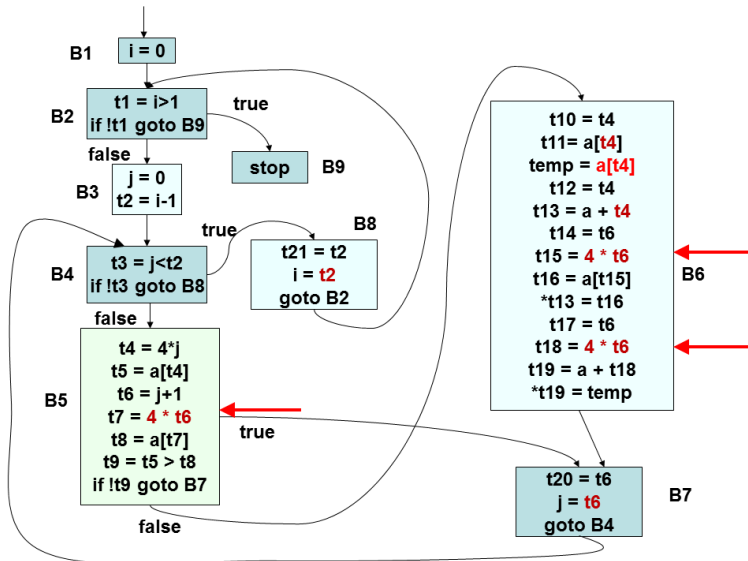 B1
i = 0
B2
t1 = i>1
if !t1 goto B9
true
false
stop
B9
B3
j = 0
t2 = i-1
true
B8
B4
t3 = j<t2
if !t3 goto B8
t21 = t2
i = t2
goto B2
false
B5
t4 = 4*j
t5 = a[t4]
t6 = j+1
t7 = 4 * t6
t8 = a[t7]
t9 = t5 > t8
if !t9 goto B7
true
false
t10 = t4
t11= a[t4]
temp = a[t4]
t12 = t4
t13 = a + t4
t14 = t6
t15 = 4 * t6
t16 = a[t15]
*t13 = t16
t17 = t6
t18 = 4 * t6
t19 = a + t18
*t19 = temp
B6
t20 = t6
j = t6
goto B4
B7